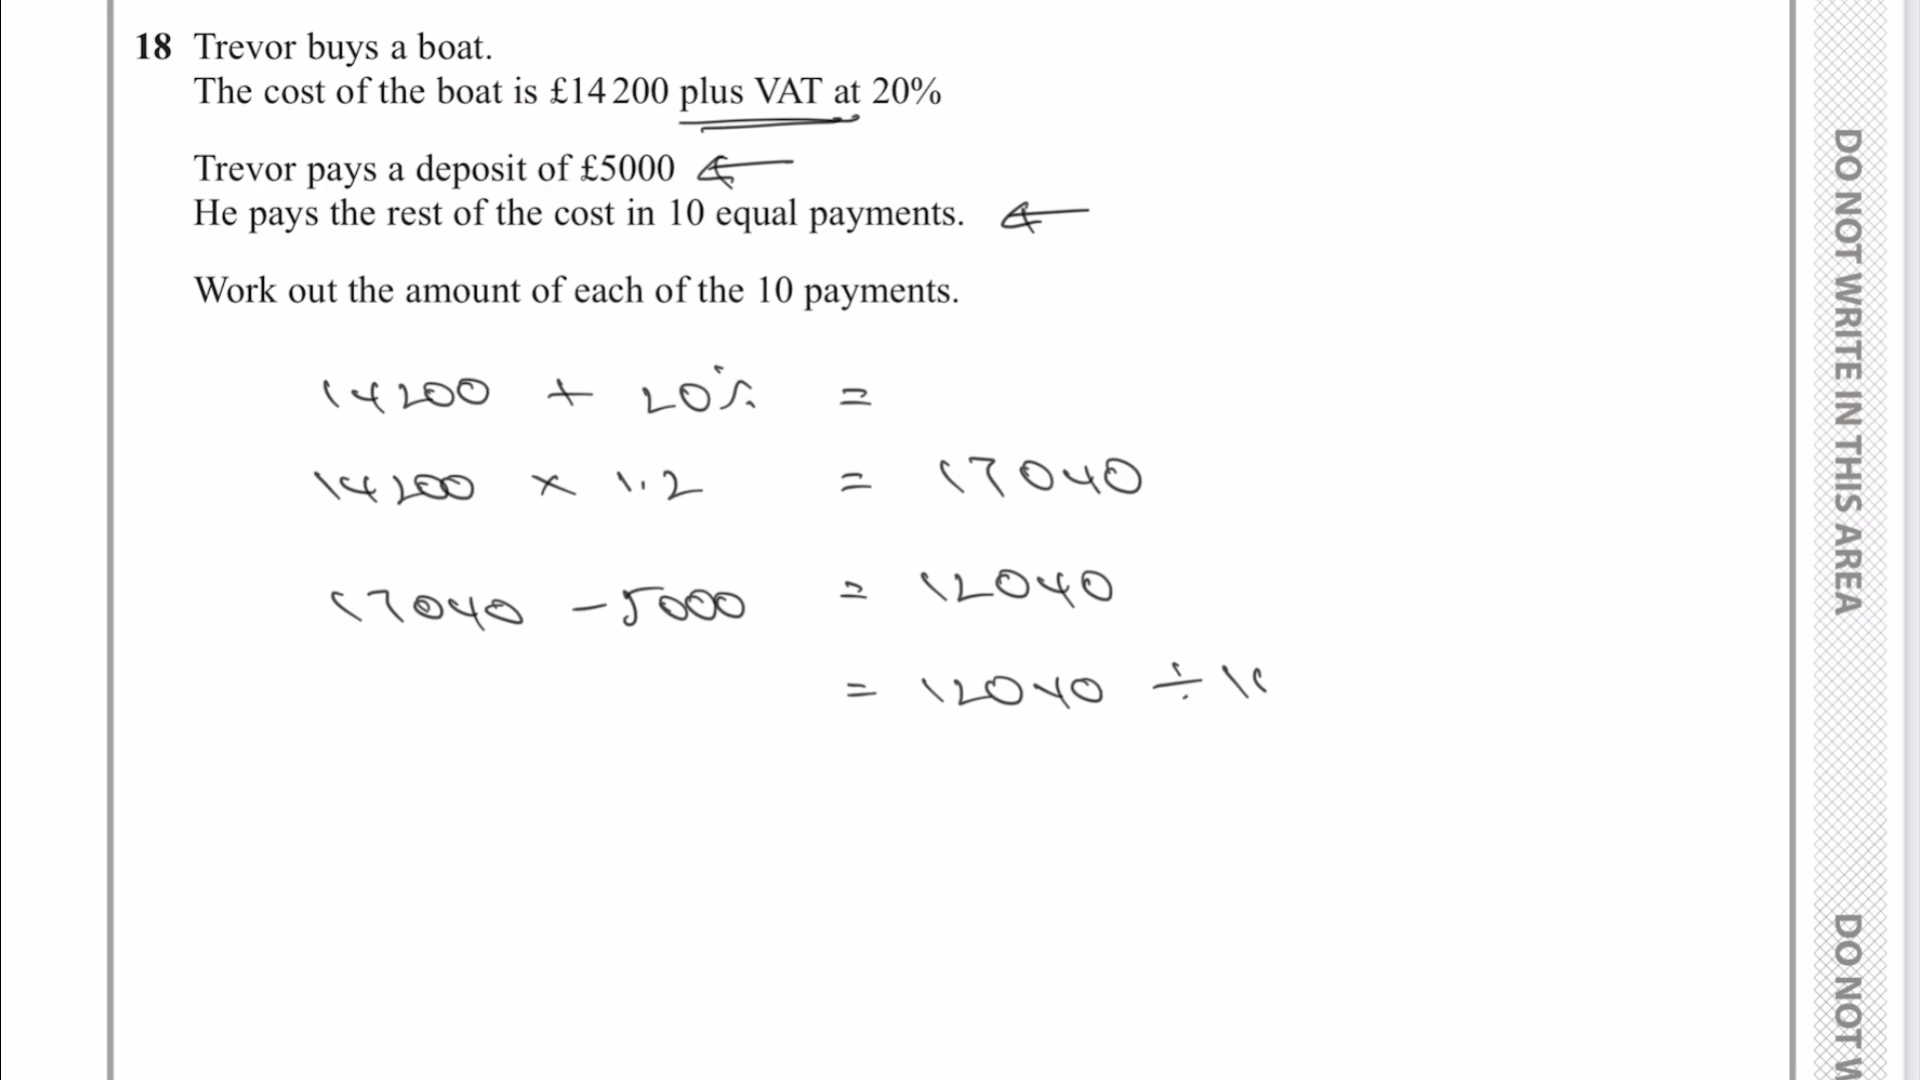 18 Trevor buys a boat.
The cost of the boat is £14 200 plus VAT at 20%
Trevor pays a deposit of £5000
He pays the rest of the cost in 10 equal payments.
Work out the amount of each of the 10 payments.
14200 + 20% =
14200 × 1.2 = 17040
17040 - 5000 = 12040
= 12040 ÷ 10
DO NOT WRITE IN THIS AREA
DO NOT W